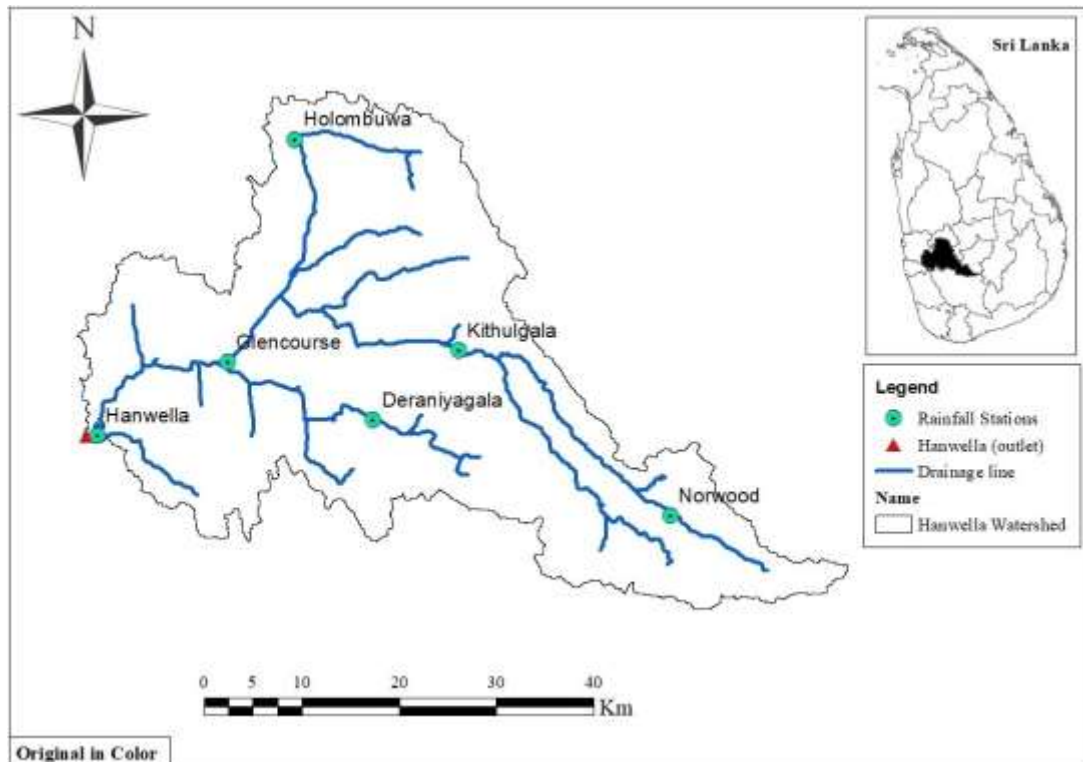 N
Sri Lanka
Holombuwa
Glencourse
Kithulgala
Hanwella
Deraniyagala
Norwood
Legend
Rainfall Stations
Hanwella (outlet)
Drainage line
Name
Hanwella Watershed
0 5 10 20 30 40
Km
Original in Color